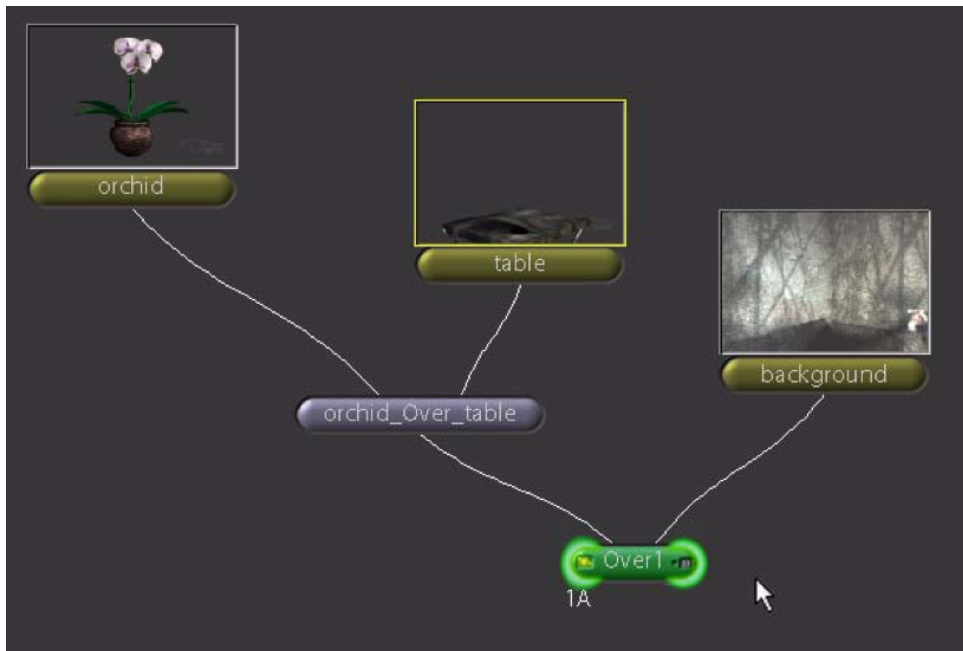 orchid
table
background
orchid_Over_table
Over1
1A